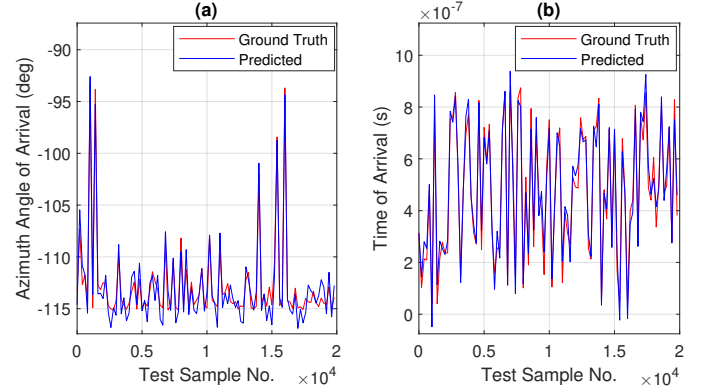 (a)
Azimuth Angle of Arrival (deg)
-90
-95
-100
-105
-110
-115
Ground Truth
Predicted
0 0.5 1 1.5 2
Test Sample No. ×10^4
(b)
×10^-7
Time of Arrival (s)
10
8
6
4
2
0
Ground Truth
Predicted
0 0.5 1 1.5 2
Test Sample No. ×10^4